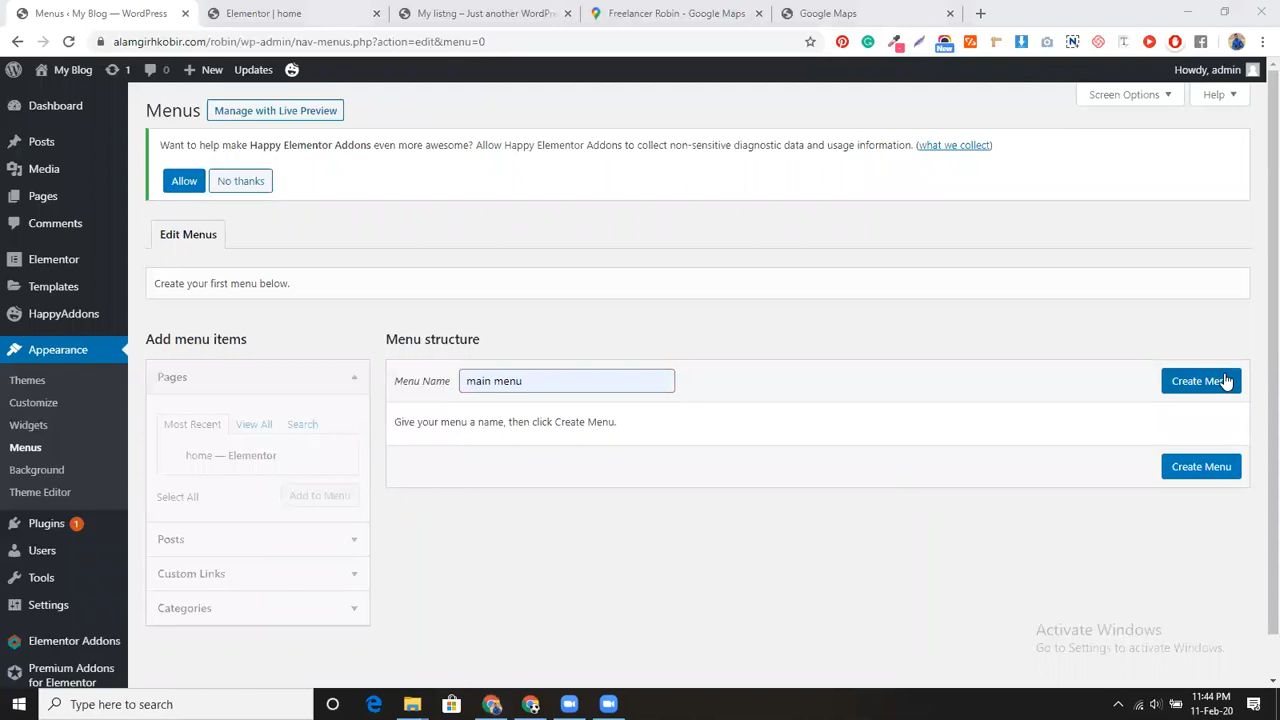 Menus ‹ My Blog — WordPress
Elementor | home
My listng – Just another WordPre
Freelancer Robin - Google Maps
Google Maps
alamgirhkobir.com/robin/wp-admin/nav-menus.php?action=edit&menu=0
New
My Blog
1
New
Updates
Howdy, admin
Dashboard
Posts
Media
Pages
Comments
Elementor
Templates
HappyAddons
Appearance
Themes
Customize
Widgets
Menus
Background
Theme Editor
Plugins 1
Users
Tools
Settings
Elementor Addons
Premium Addons
for Elementor
Menus
Manage with Live Preview
Screen Options
Help
Want to help make Happy Elementor Addons even more awesome? Allow Happy Elementor Addons to collect non-sensitive diagnostic data and usage information. (what we collect)
Allow
No thanks
Edit Menus
Create your first menu below.
Add menu items
Pages
Most Recent
View All
Search
home — Elementor
Select All
Add to Menu
Posts
Custom Links
Categories
Menu structure
Menu Name
main menu
Create Menu
Give your menu a name, then click Create Menu.
Create Menu
Activate Windows
Go to Settings to activate Windows.
Type here to search
11:44 PM
11-Feb-20